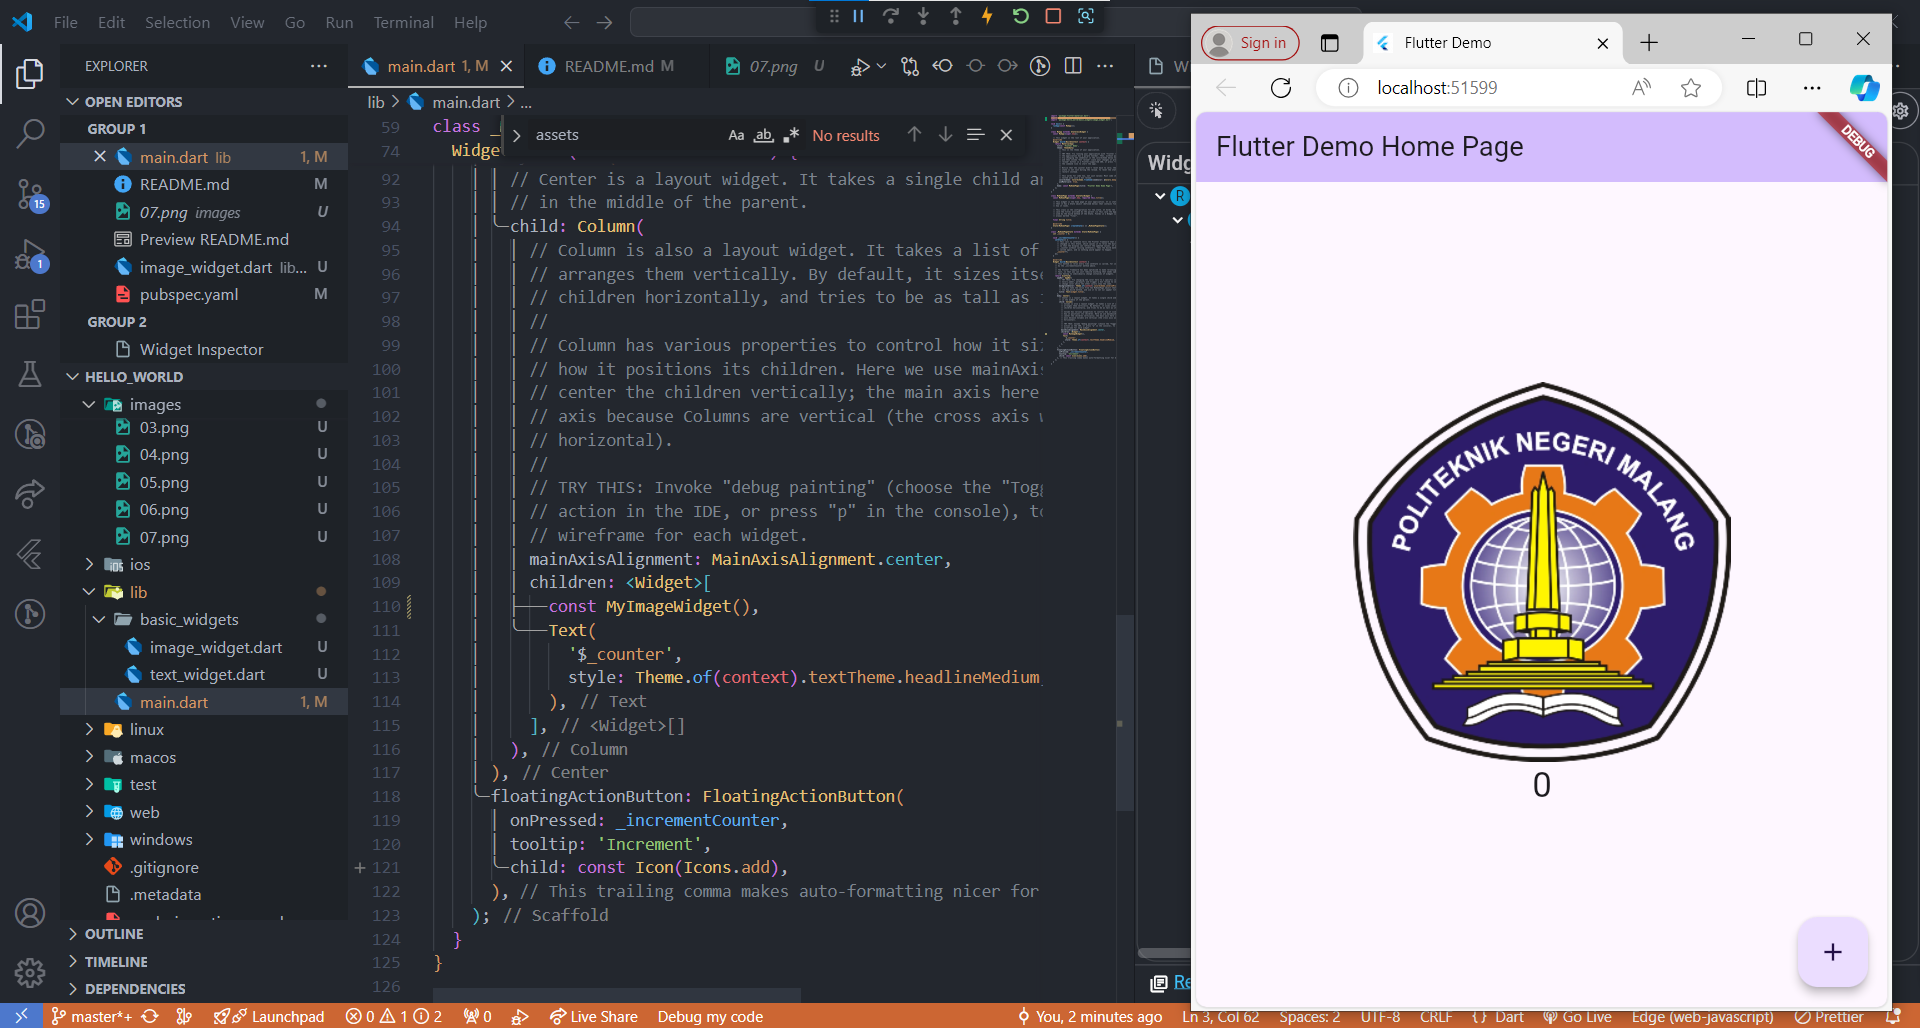 File Edit Selection View Go Run Terminal Help
EXPLORER
OPEN EDITORS
GROUP 1
main.dart lib 1, M
README.md M
07.png images U
Preview README.md
image_widget.dart lib... U
pubspec.yaml M
GROUP 2
Widget Inspector
HELLO_WORLD
images
03.png U
04.png U
05.png U
06.png U
07.png U
ios
lib
basic_widgets
image_widget.dart U
text_widget.dart U
main.dart 1, M
linux
macos
test
web
windows
.gitignore
.metadata
OUTLINE
TIMELINE
DEPENDENCIES
15
1
main.dart 1, M
README.md M
07.png U
lib > main.dart > ...
assets
Aa ab No results
59 class
74 Widge
92 // Center is a layout widget. It takes a single child a
93 // in the middle of the parent.
94 child: Column(
95 // Column is also a layout widget. It takes a list of
96 // arranges them vertically. By default, it sizes its
97 // children horizontally, and tries to be as tall as
98 //
99 // Column has various properties to control how it si
100 // how it positions its children. Here we use mainAxi
101 // center the children vertically; the main axis here
102 // axis because Columns are vertical (the cross axis
103 // horizontal).
104 //
105 // TRY THIS: Invoke "debug painting" (choose the "Togg
106 // action in the IDE, or press "p" in the console), t
107 // wireframe for each widget.
108 mainAxisAlignment: MainAxisAlignment.center,
109 children: <Widget>[
110 const MyImageWidget(),
111 Text(
112 '$_counter',
113 style: Theme.of(context).textTheme.headlineMedium
114 ), // Text
115 ], // <Widget>[]
116 ), // Column
117 ), // Center
118 floatingActionButton: FloatingActionButton(
119 onPressed: _incrementCounter,
120 tooltip: 'Increment',
121 child: const Icon(Icons.add),
122 ), // This trailing comma makes auto-formatting nicer for
123 ); // Scaffold
124 }
125 }
126
W
Widg
R
Re
Sign in
Flutter Demo
localhost:51599
Flutter Demo Home Page
DEBUG
POLITEKNIK NEGERI MALANG
0
+
master*+ Launchpad 0 1 2 0 Live Share Debug my code
You, 2 minutes ago Ln 3, Col 62 Spaces: 2 UTF-8 CRLF {} Dart Go Live Edge (web-javascript) Prettier